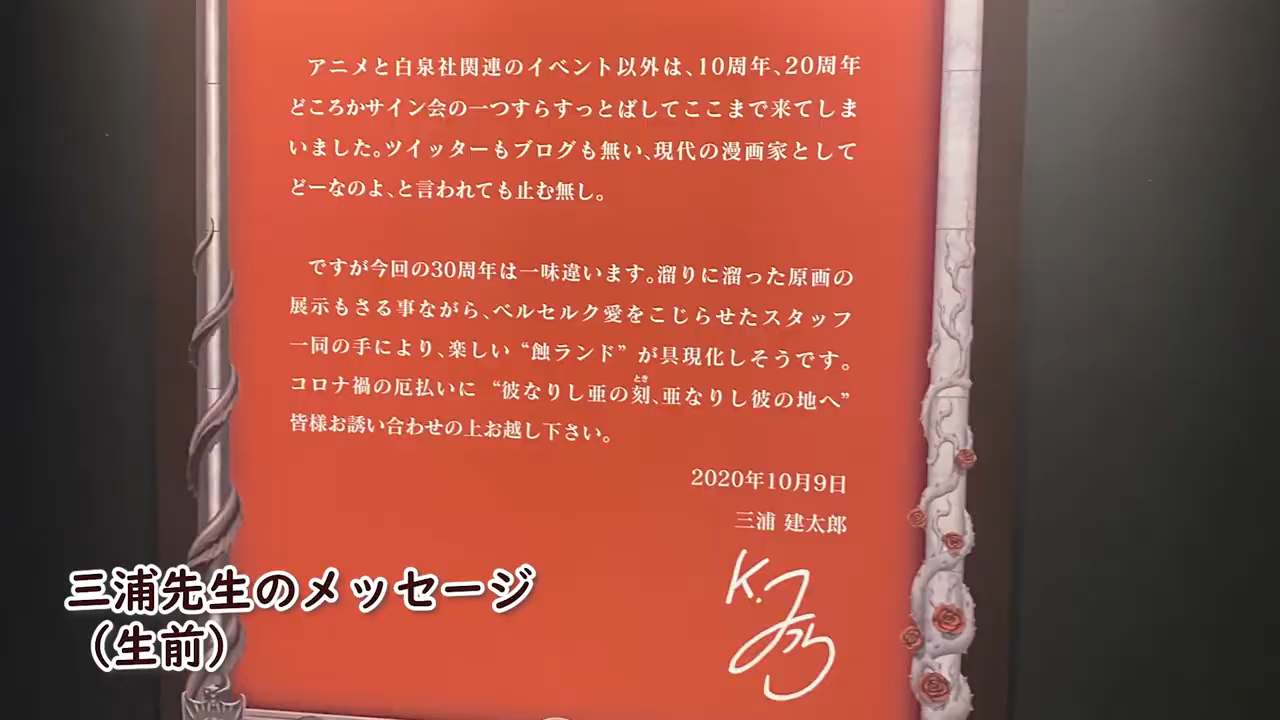 アニメと白泉社関連のイベント以外は、10周年、20周年
どころかサイン会の一つすらすっとばしてここまで来てしま
いました。ツイッターもブログも無い、現代の漫画家として
どーなのよ、と言われても止む無し。
ですが今回の30周年は一味違います。溜りに溜った原画の
展示もさる事ながら、ベルセルク愛をこじらせたスタッフ
一同の手により、楽しい“蝕ランド”が具現化しそうです。
とき
コロナ禍の厄払いに “彼なりし亜の刻、亜なりし彼の地へ”
皆様お誘い合わせの上お越し下さい。
2020年10月9日
三浦 建太郎
三浦先生のメッセージ
（生前）